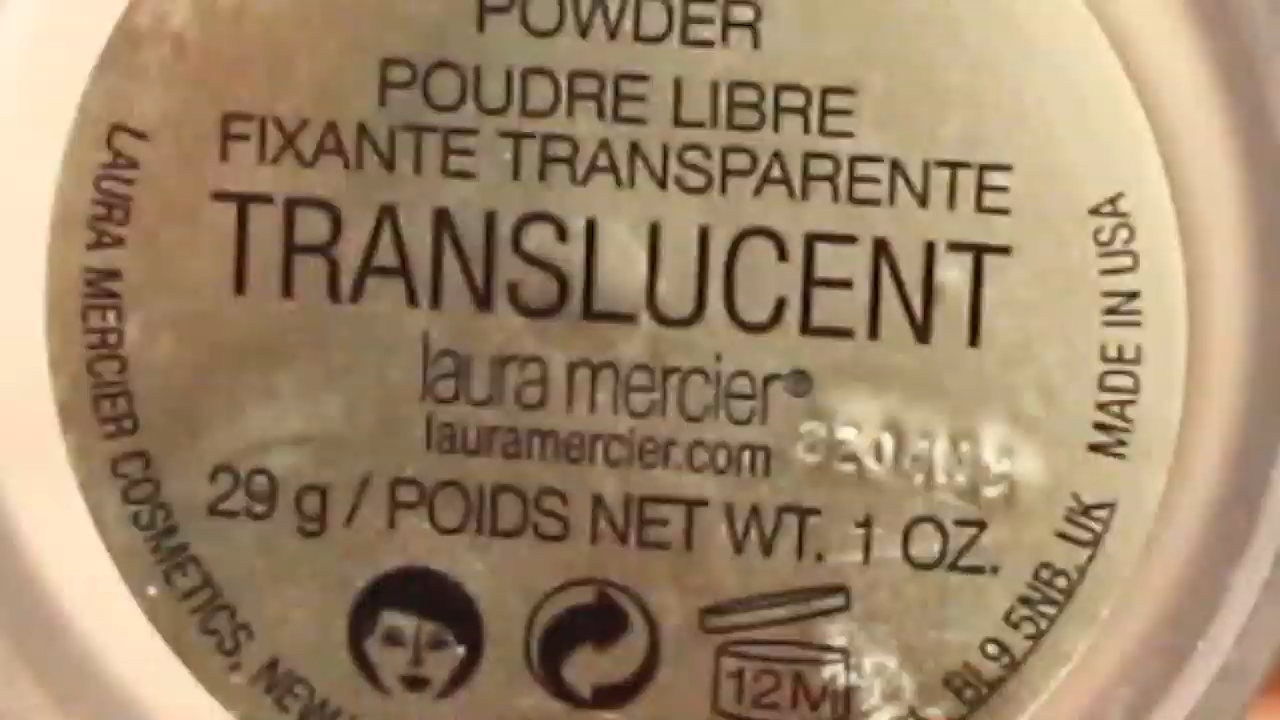 POWDER
POUDRE LIBRE
FIXANTE TRANSPARENTE
TRANSLUCENT
laura mercier®
lauramercier.com
29 g / POIDS NET WT. 1 OZ.
12M
LAURA MERCIER COSMETICS, NEW
BL9 5NB, UK
MADE IN USA